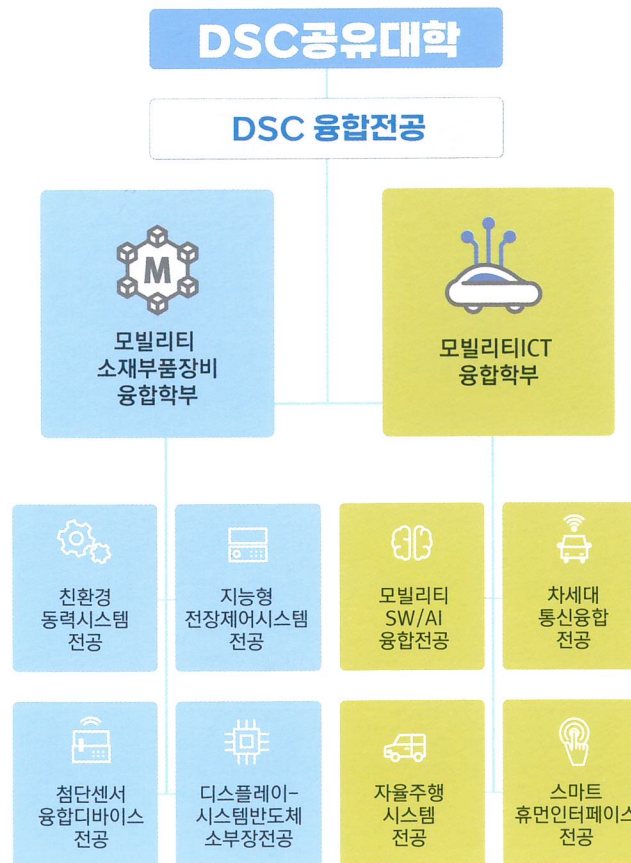 DSC공유대학
DSC 융합전공
M
모빌리티
소재부품장비
융합학부
모빌리티ICT
융합학부
친환경
동력시스템
전공
지능형
전장제어시스템
전공
모빌리티
SW/AI
융합전공
차세대
통신융합
전공
첨단센서
융합디바이스
전공
디스플레이-
시스템반도체
소부장전공
자율주행
시스템
전공
스마트
휴먼인터페이스
전공